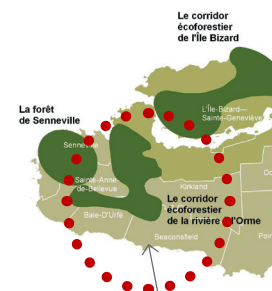 Le corridor
écoforestier
de l'Île Bizard
La forêt
de Senneville
L'Île-Bizard—
Sainte-Geneviève
Sainte-Anne-
de-Bellevue
Kirkland
Le corridor
écoforestier
de la rivière l'Orme
Baie-D'Urfé
Beaconsfield